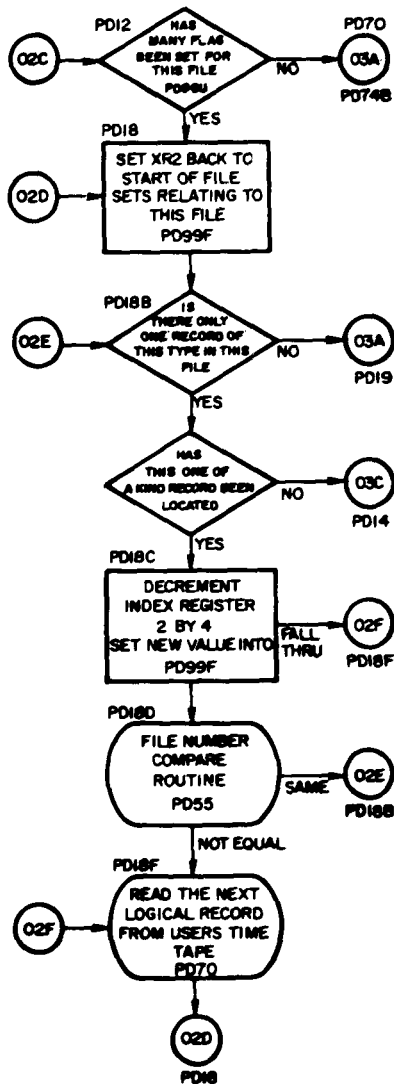 PD12
PD70
02C
HAS
MANY FLAG
BEEN SET FOR
THIS FILE
PD99U
NO
03A
PD74B
YES
PD18
SET XR2 BACK TO
START OF FILE
SETS RELATING TO
THIS FILE
PD99F
02D
PD18B
02E
IS
THERE ONLY
ONE RECORD OF
THIS TYPE IN THIS
FILE
NO
03A
PD19
YES
HAS
THIS ONE OF
A KIND RECORD BEEN
LOCATED
NO
03C
PD14
YES
PD18C
DECREMENT
INDEX REGISTER
2 BY 4
SET NEW VALUE INTO
PD99F
FALL
THRU
02F
PD18F
PD18D
FILE NUMBER
COMPARE
ROUTINE
PD55
SAME
02E
PD18B
NOT EQUAL
PD18F
READ THE NEXT
LOGICAL RECORD
FROM USERS TIME
TAPE
PD70
02F
02D
PD18